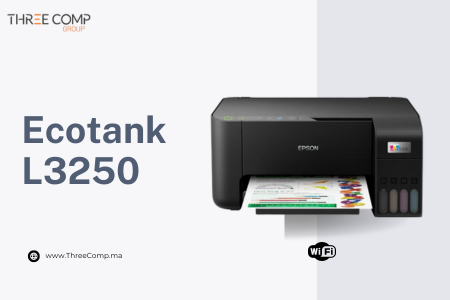 THREE COMP
GROUP
Ecotank
L3250
EPSON
www.ThreeComp.ma
WiFi